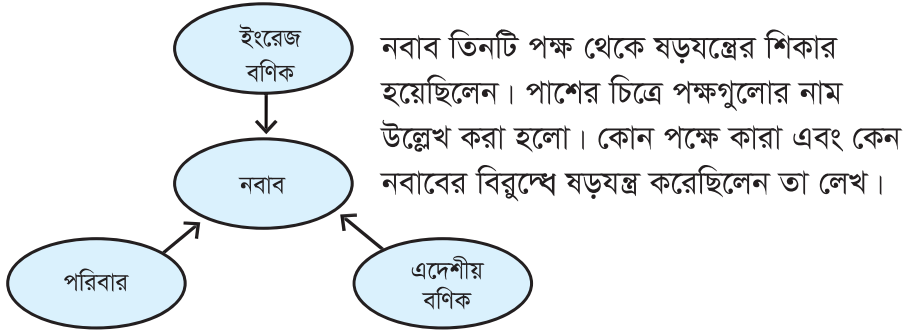 ইংরেজ
বণিক
নবাব
পরিবার
এদেশীয়
বণিক
নবাব তিনটি পক্ষ থেকে ষড়যন্ত্রের শিকার
হয়েছিলেন। পাশের চিত্রে পক্ষগুলোর নাম
উল্লেখ করা হলো। কোন পক্ষে কারা এবং কেন
নবাবের বিরুদ্ধে ষড়যন্ত্র করেছিলেন তা লেখ।